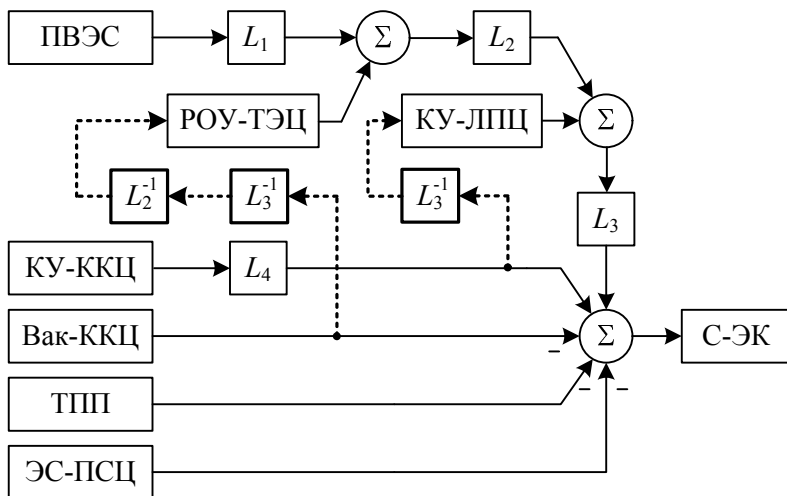 ПВЭС L₁ Σ L₂
РОУ-ТЭЦ КУ-ЛПЦ Σ
L₂⁻¹ L₃⁻¹ L₃⁻¹ L₃
КУ-ККЦ L₄
Вак-ККЦ – Σ С-ЭК
ТПП – –
ЭС-ПСЦ